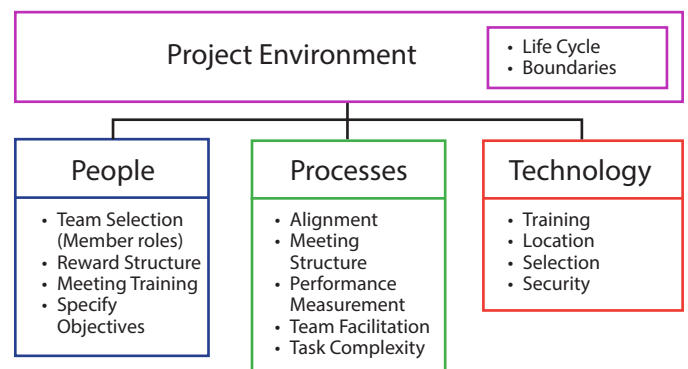 Project Environment
• Life Cycle
• Boundaries
People
• Team Selection
(Member roles)
• Reward Structure
• Meeting Training
• Specify
Objectives
Processes
• Alignment
• Meeting
Structure
• Performance
Measurement
• Team Facilitation
• Task Complexity
Technology
• Training
• Location
• Selection
• Security